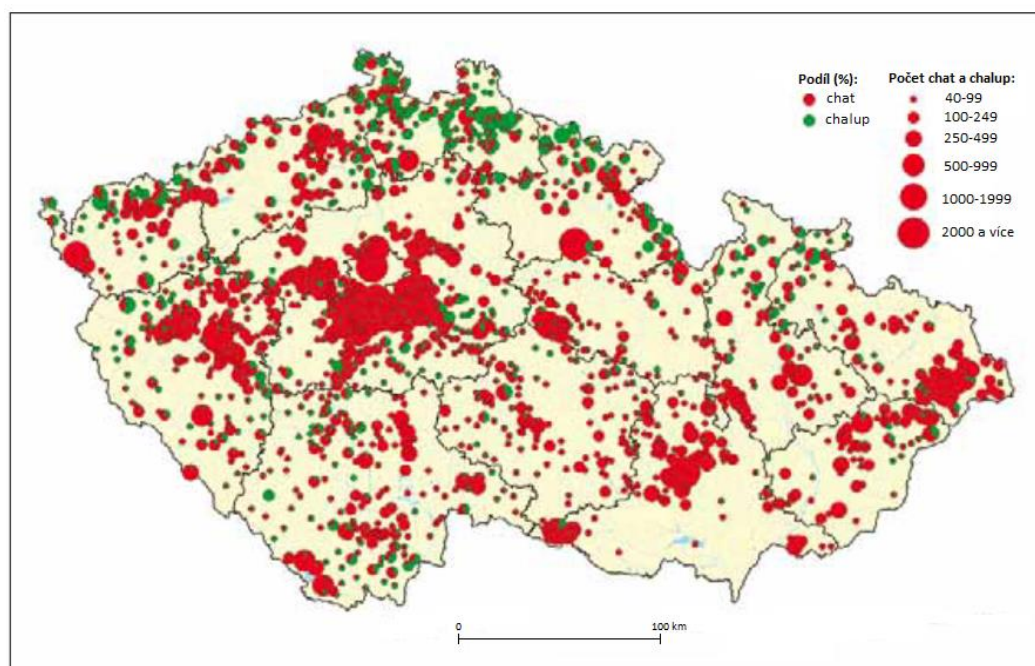 Podíl (%):
chat
chalup
Počet chat a chalup:
40-99
100-249
250-499
500-999
1000-1999
2000 a více
0
100 km